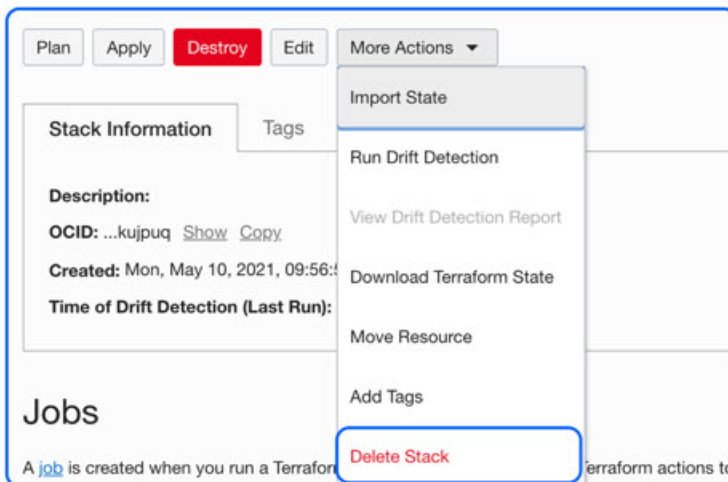 Plan Apply Destroy Edit More Actions
Import State
Stack Information Tags
Run Drift Detection
Description:
View Drift Detection Report
OCID: ...kujpuq Show Copy
Created: Mon, May 10, 2021, 09:56:
Download Terraform State
Time of Drift Detection (Last Run):
Move Resource
Add Tags
Jobs
Delete Stack
A job is created when you run a Terraform actions to